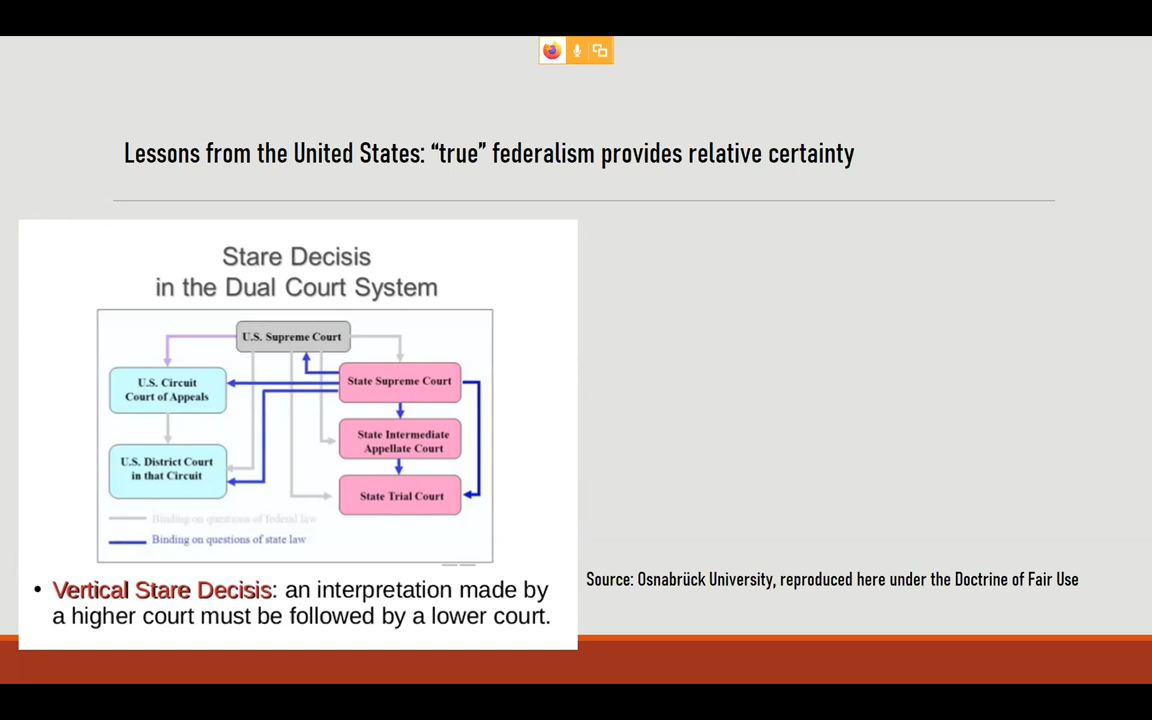 Lessons from the United States: “true” federalism provides relative certainty
Stare Decisis
in the Dual Court System
U.S. Supreme Court
U.S. Circuit
Court of Appeals
State Supreme Court
State Intermediate
Appellate Court
U.S. District Court
in that Circuit
State Trial Court
Binding on questions of federal law
Binding on questions of state law
• Vertical Stare Decisis: an interpretation made by
a higher court must be followed by a lower court.
Source: Osnabrück University, reproduced here under the Doctrine of Fair Use